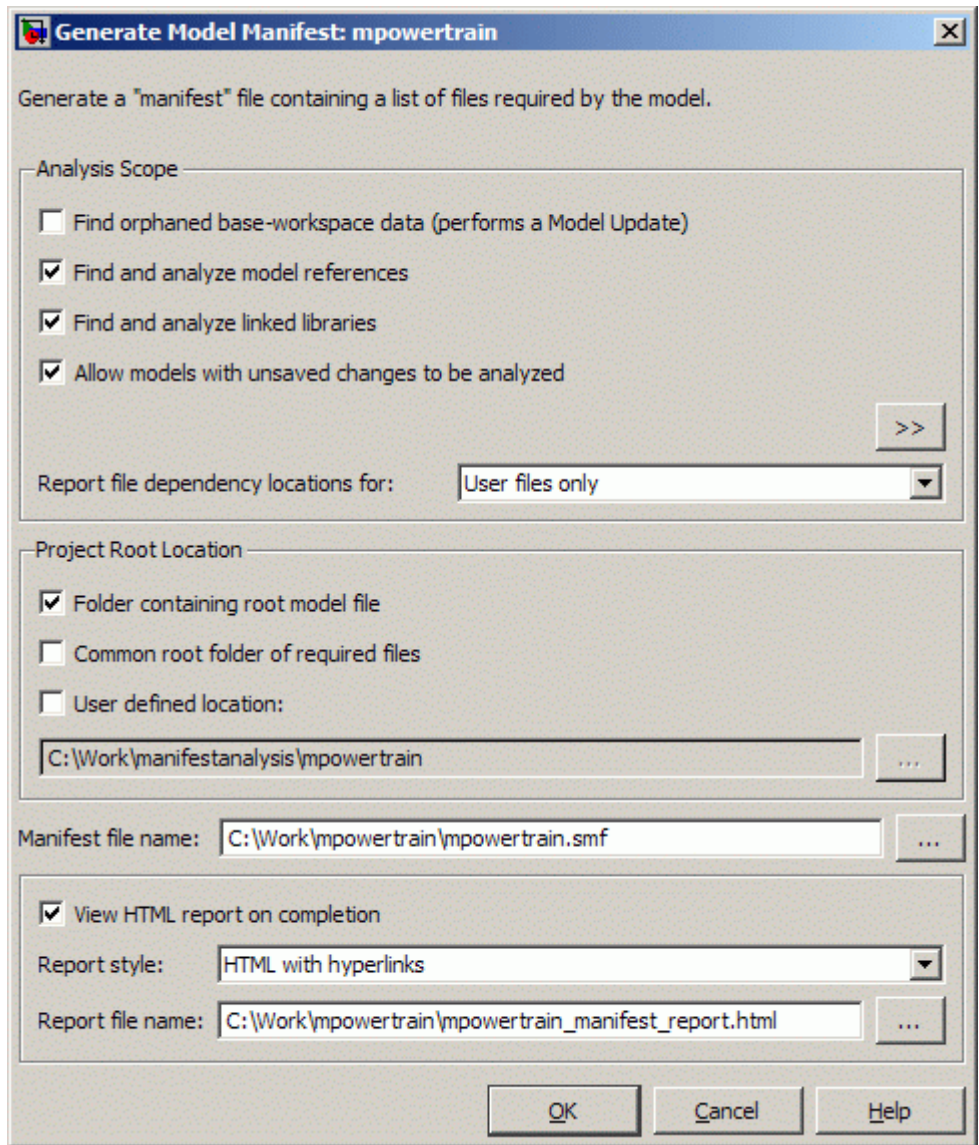 Generate Model Manifest: mpowertrain
Generate a "manifest" file containing a list of files required by the model.
Analysis Scope
Find orphaned base-workspace data (performs a Model Update)
Find and analyze model references
Find and analyze linked libraries
Allow models with unsaved changes to be analyzed
>>
Report file dependency locations for: User files only
Project Root Location
Folder containing root model file
Common root folder of required files
User defined location:
C:\Work\manifestanalysis\mpowertrain ...
Manifest file name: C:\Work\mpowertrain\mpowertrain.smf ...
View HTML report on completion
Report style: HTML with hyperlinks
Report file name: C:\Work\mpowertrain\mpowertrain_manifest_report.html ...
OK Cancel Help